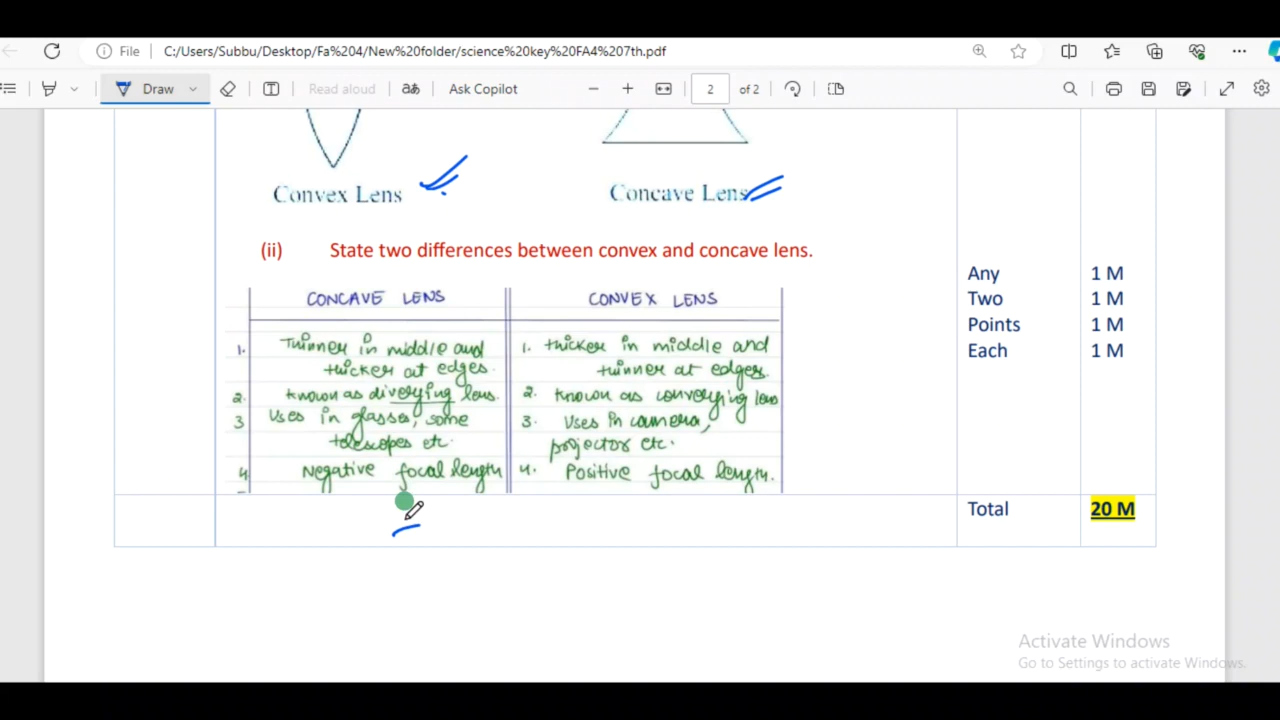 File C:/Users/Subbu/Desktop/Fa%204/New%20folder/science%20key%20FA4%207th.pdf
Draw Read aloud aあ Ask Copilot 2 of 2
Convex Lens Concave Lens
(ii) State two differences between convex and concave lens.
Any 1 M
Two 1 M
Points 1 M
Each 1 M
CONCAVE LENS CONVEX LENS
1. Thinner in middle and 1. thicker in middle and
thicker at edges. thinner at edges.
2. known as diverying lens. 2. known as converying lens
3 Uses in glasses, some 3. Uses in camera,
telescopes etc. projector etc.
4 Negative focal length 4. Positive focal length.
Total 20 M
Activate Windows
Go to Settings to activate Windows.